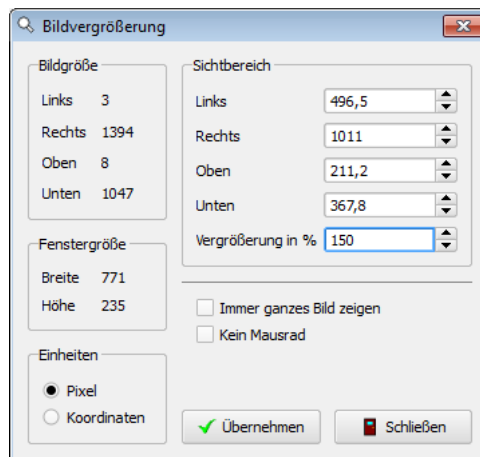 Bildvergrößerung
Bildgröße
Links 3
Rechts 1394
Oben 8
Unten 1047
Fenstergröße
Breite 771
Höhe 235
Einheiten
Pixel
Koordinaten
Sichtbereich
Links 496,5
Rechts 1011
Oben 211,2
Unten 367,8
Vergrößerung in % 150
Immer ganzes Bild zeigen
Kein Mausrad
Übernehmen Schließen